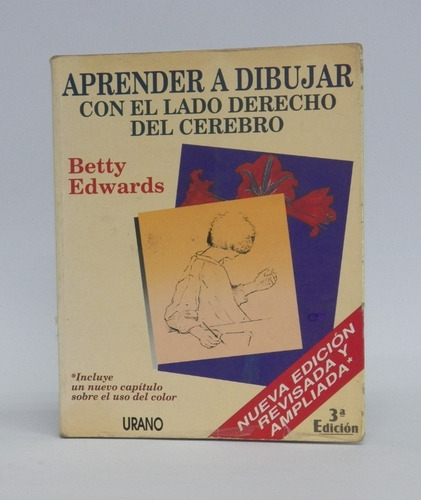 APRENDER A DIBUJAR
CON EL LADO DERECHO
DEL CEREBRO
Betty
Edwards
*Incluye
un nuevo capítulo
sobre el uso del color
NUEVA EDICIÓN
REVISADA Y
AMPLIADA*
3ª
Edición
URANO